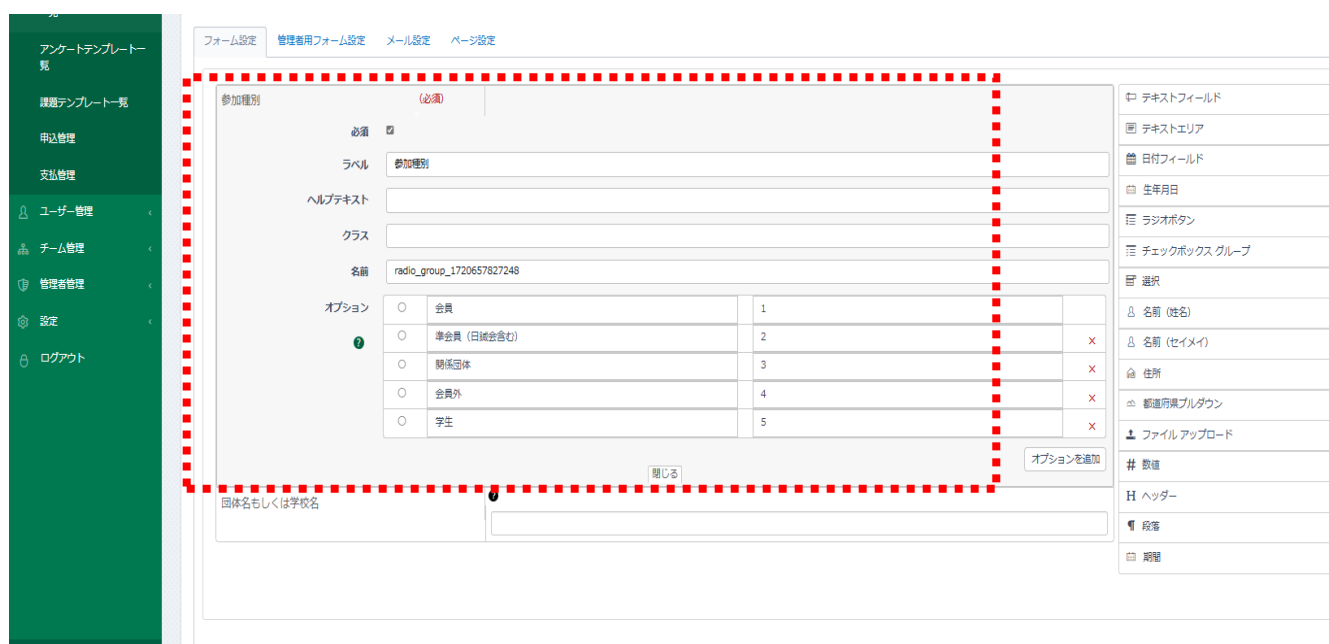 アンケートテンプレート一
覧
課題テンプレート一覧
申込管理
支払管理
ユーザー管理
チーム管理
管理者管理
設定
ログアウト
フォーム設定 管理者用フォーム設定 メール設定 ページ設定
参加種別 (必須)
必須
ラベル 参加種別
ヘルプテキスト
クラス
名前 radio_group_1720657827248
オプション 会員 1
準会員（日誠会含む） 2 x
関係団体 3 x
会員外 4 x
学生 5 x
オプションを追加
閉じる
団体名もしくは学校名
テキストフィールド
テキストエリア
日付フィールド
生年月日
ラジオボタン
チェックボックス グループ
選択
名前（姓名）
名前（セイメイ）
住所
都道府県プルダウン
ファイル アップロード
# 数値
H ヘッダー
¶ 段落
期間